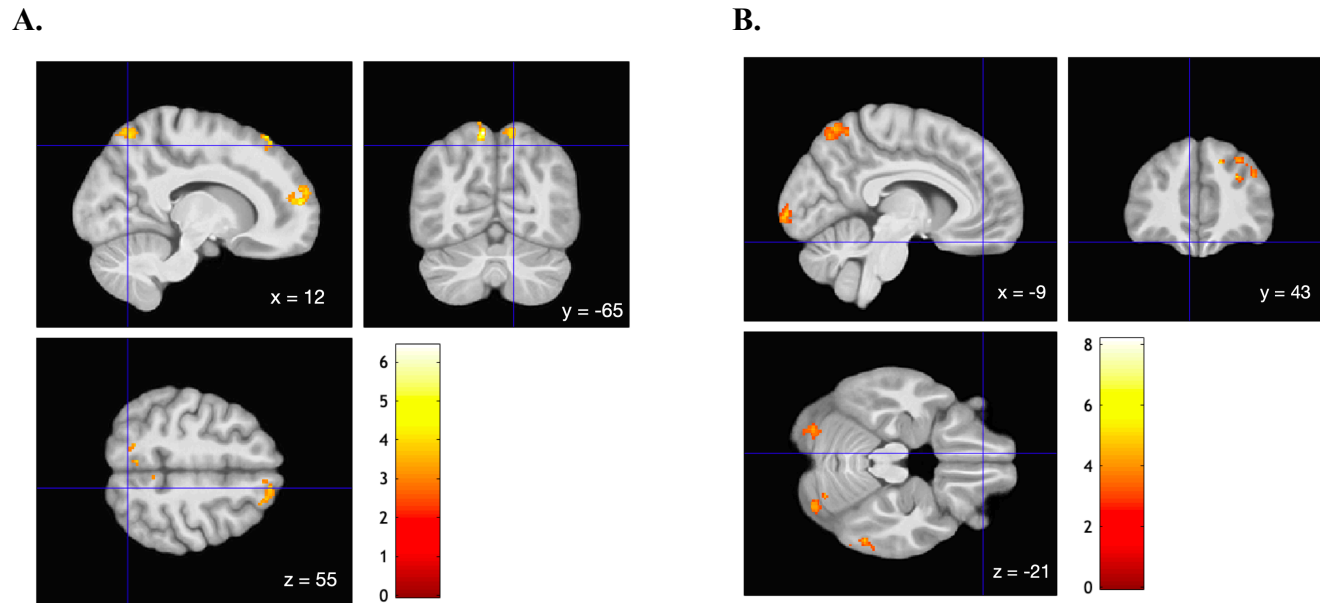 A.
x = 12
y = -65
z = 55
6
5
4
3
2
1
0
B.
x = -9
y = 43
z = -21
8
6
4
2
0